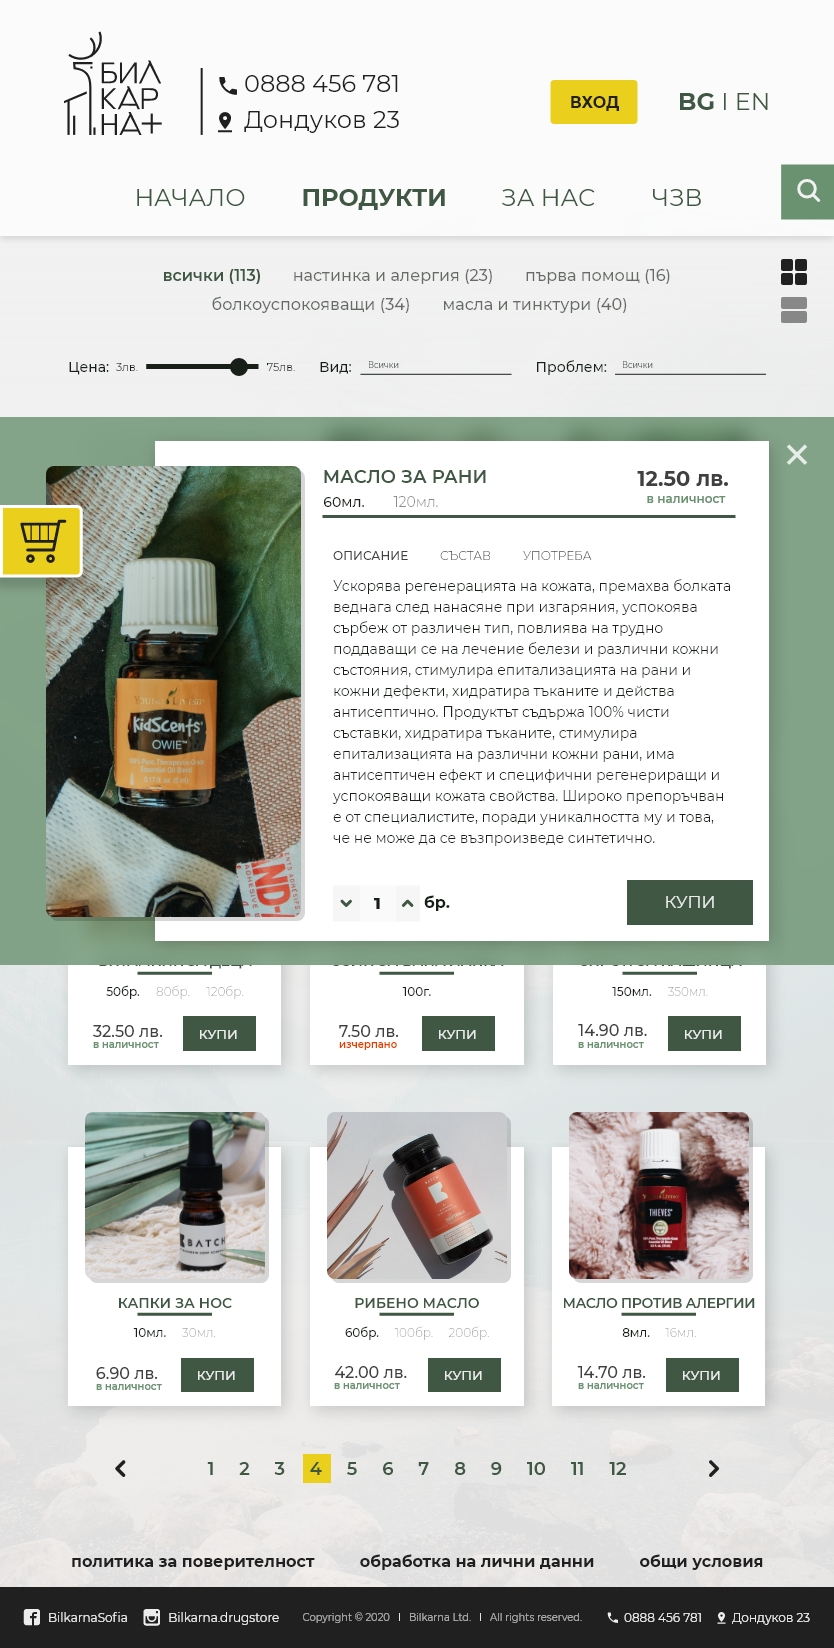 БИЛ
КАР
НА+
0888 456 781
Дондуков 23
ВХОД
BG I EN
НАЧАЛО ПРОДУКТИ ЗА НАС ЧЗВ
всички (113) настинка и алергия (23) първа помощ (16)
болкоуспокояващи (34) масла и тинктури (40)
Цена: 3лв. 75лв. Вид: Всички Проблем: Всички
МАСЛО ЗА РАНИ 12.50 лв.
60мл. 120мл. в наличност
ОПИСАНИЕ СЪСТАВ УПОТРЕБА
Ускорява регенерацията на кожата, премахва болката
веднага след нанасяне при изгаряния, успокоява
сърбеж от различен тип, повлиява на трудно
поддаващи се на лечение белези и различни кожни
състояния, стимулира епитализацията на рани и
кожни дефекти, хидратира тъканите и действа
антисептично. Продуктът съдържа 100% чисти
съставки, хидратира тъканите, стимулира
епитализацията на различни кожни рани, има
антисептичен ефект и специфични регенериращи и
успокояващи кожата свойства. Широко препоръчван
е от специалистите, поради уникалността му и това,
че не може да се възпроизведе синтетично.
Young Living
KidScents
OWIE™
100% Pure, Therapeutic-Grade
Essential Oil Blend
1 бр. КУПИ
50бр. 80бр. 120бр. 100г. 150мл. 350мл.
32.50 лв. КУПИ 7.50 лв. КУПИ 14.90 лв. КУПИ
в наличност изчерпано в наличност
BATCH
THIEVES
КАПКИ ЗА НОС РИБЕНО МАСЛО МАСЛО ПРОТИВ АЛЕРГИИ
10мл. 30мл. 60бр. 100бр. 200бр. 8мл. 16мл.
6.90 лв. КУПИ 42.00 лв. КУПИ 14.70 лв. КУПИ
в наличност в наличност в наличност
1 2 3 4 5 6 7 8 9 10 11 12
политика за поверителност обработка на лични данни общи условия
BilkarnaSofia Bilkarna.drugstore Copyright © 2020 I Bilkarna Ltd. I All rights reserved. 0888 456 781 Дондуков 23